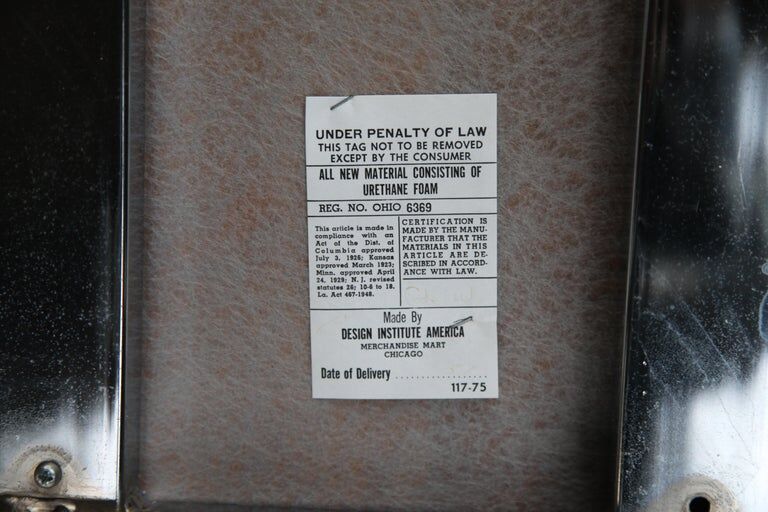 UNDER PENALTY OF LAW
THIS TAG NOT TO BE REMOVED
EXCEPT BY THE CONSUMER
ALL NEW MATERIAL CONSISTING OF
URETHANE FOAM
REG. NO. OHIO 6369
This article is made in
compliance with an
Act of the Dist. of
Columbia approved
July 3, 1926; Kansas
approved March 1923;
Minn. approved April
24, 1929; N. J. revised
statutes 26; 10-6 to 18.
La. Act 467-1948.
CERTIFICATION IS
MADE BY THE MANU-
FACTURER THAT THE
MATERIALS IN THIS
ARTICLE ARE DE-
SCRIBED IN ACCORD-
ANCE WITH LAW.
Made By
DESIGN INSTITUTE AMERICA
MERCHANDISE MART
CHICAGO
Date of Delivery ....................
117-75